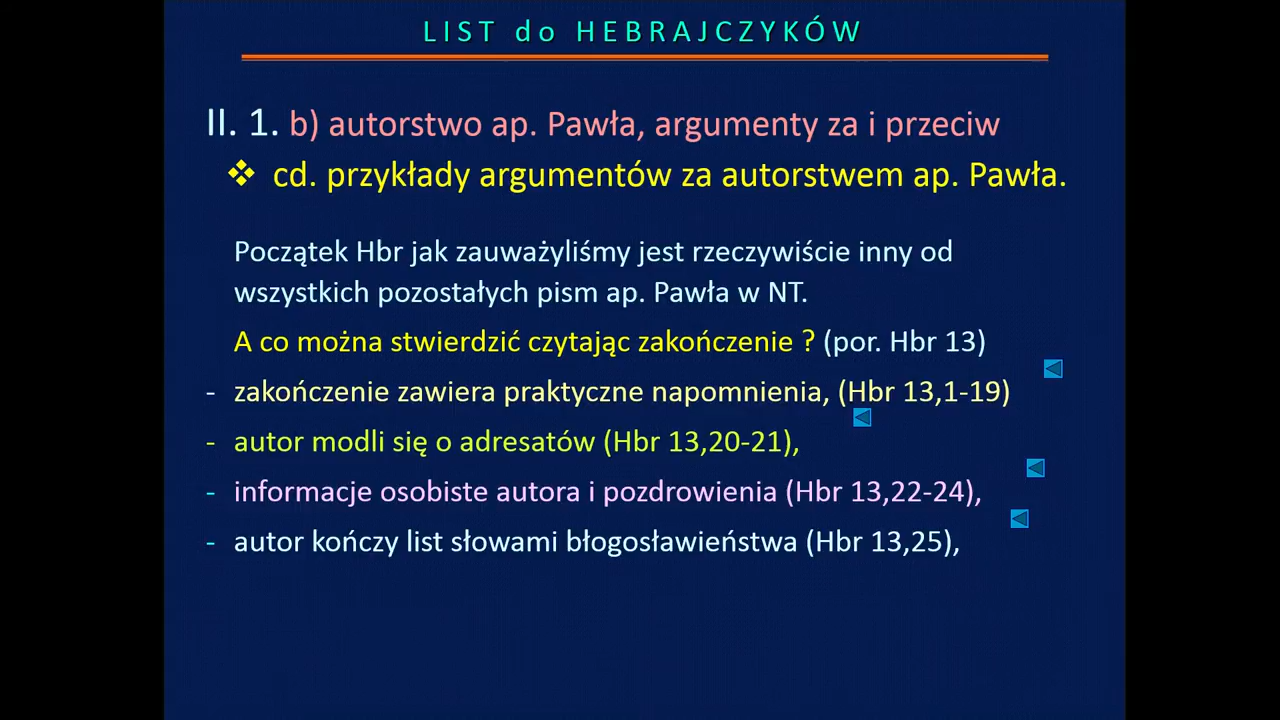 LIST do HEBRAJCZYKÓW
II. 1. b) autorstwo ap. Pawła, argumenty za i przeciw
❖ cd. przykłady argumentów za autorstwem ap. Pawła.
Początek Hbr jak zauważyliśmy jest rzeczywiście inny od
wszystkich pozostałych pism ap. Pawła w NT.
A co można stwierdzić czytając zakończenie ? (por. Hbr 13)
- zakończenie zawiera praktyczne napomnienia, (Hbr 13,1-19)
- autor modli się o adresatów (Hbr 13,20-21),
- informacje osobiste autora i pozdrowienia (Hbr 13,22-24),
- autor kończy list słowami błogosławieństwa (Hbr 13,25),